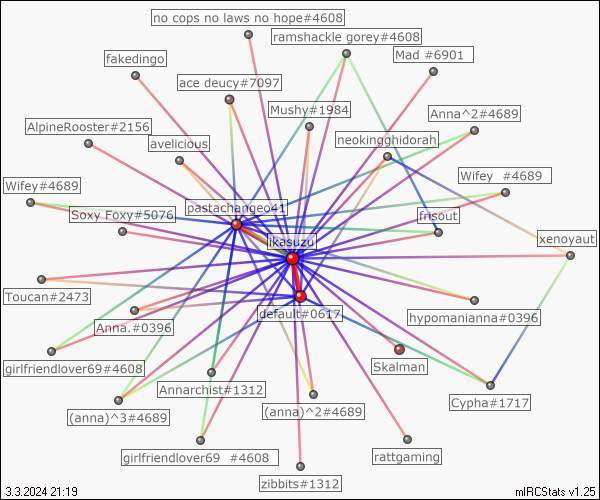 no cops no laws no hope#4608
ramshackle gorey#4608
fakedingo
Mad #6901
ace deucy#7097
Mushy#1984
Anna^2#4689
AlpineRooster#2156
avelicious
neokingghidorah
Wifey #4689
Wifey#4689
pastachangeo41
Soxy Foxy#5076
frisout
ikasuzu
xenoyaut
Toucan#2473
default#0617
hypomanianna#0396
Anna.#0396
girlfriendlover69#4608
Skalman
Annarchist#1312
Cypha#1717
(anna)^3#4689
(anna)^2#4689
girlfriendlover69 #4608
rattgaming
zibbits#1312
3.3.2024 21:19
mIRCStats v1.25